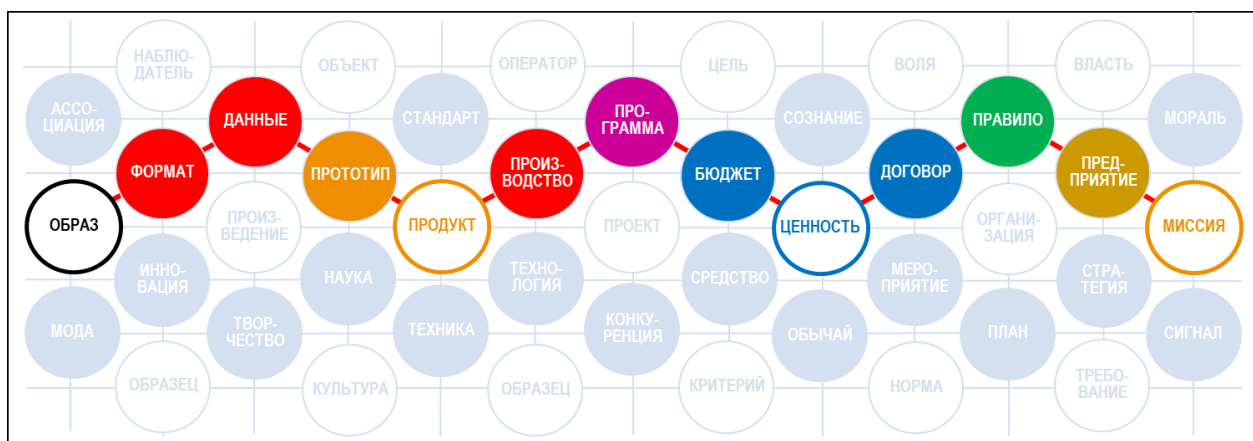 НАБЛЮ-
ДАТЕЛЬ
ОБЪЕКТ
ОПЕРАТОР
ЦЕЛЬ
ВОЛЯ
ВЛАСТЬ
АССО-
ЦИАЦИЯ
ДАННЫЕ
СТАНДАРТ
ПРО-
ГРАММА
СОЗНАНИЕ
ПРАВИЛО
МОРАЛЬ
ФОРМАТ
ПРОТОТИП
ПРОИЗ-
ВОДСТВО
БЮДЖЕТ
ДОГОВОР
ПРЕД-
ПРИЯТИЕ
ОБРАЗ
ПРОИЗ-
ВЕДЕНИЕ
ПРОДУКТ
ПРОЕКТ
ЦЕННОСТЬ
ОРГАНИ-
ЗАЦИЯ
МИССИЯ
ИННО-
ВАЦИЯ
НАУКА
ТЕХНО-
ЛОГИЯ
СРЕДСТВО
МЕРО-
ПРИЯТИЕ
СТРА-
ТЕГИЯ
МОДА
ТВОР-
ЧЕСТВО
ТЕХНИКА
КОНКУ-
РЕНЦИЯ
ОБЫЧАЙ
ПЛАН
СИГНАЛ
ОБРАЗЕЦ
КУЛЬТУРА
ОБРАЗЕЦ
КРИТЕРИЙ
НОРМА
ТРЕБО-
ВАНИЕ